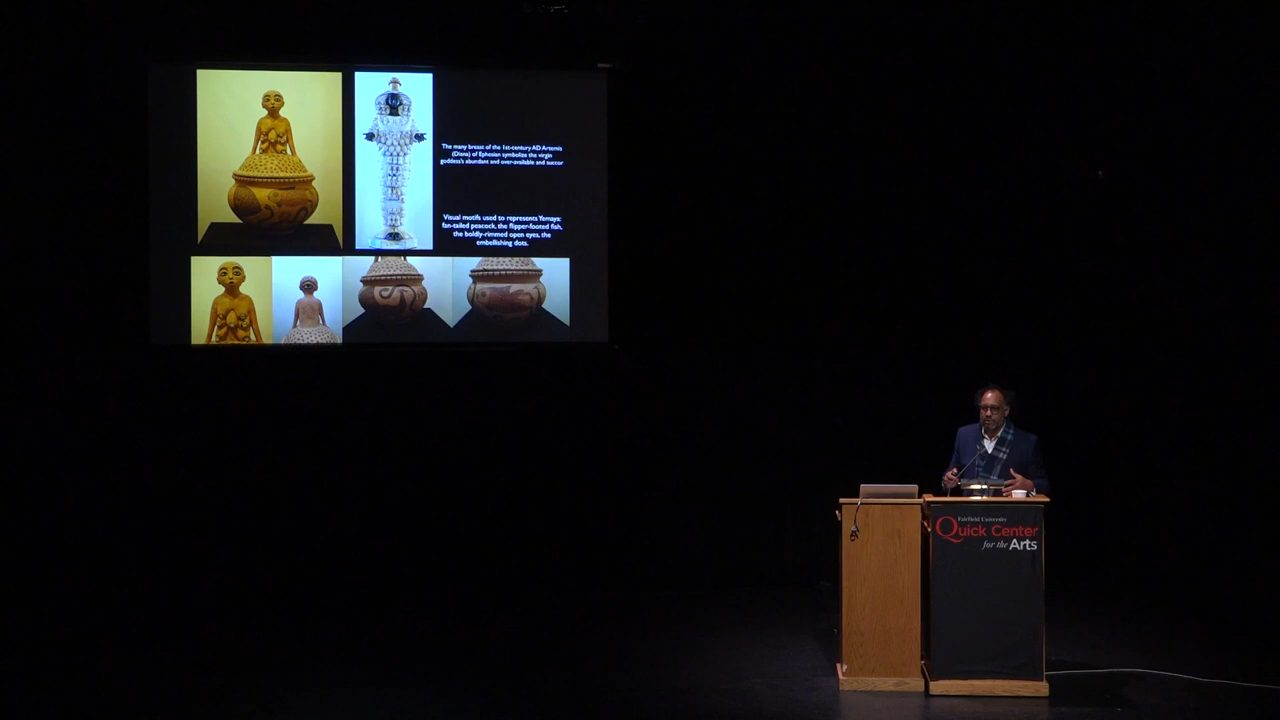 The many breast of the 1st-century AD Artemis
(Diana) of Ephesian symbolize the virgin
goddess's abundant and over-available and succor
Visual motifs used to represents Yemaya:
fan-tailed peacock, the flipper-footed fish,
the boldly-rimmed open eyes, the
embellishing dots.
Fairfield University
Quick Center
for the Arts